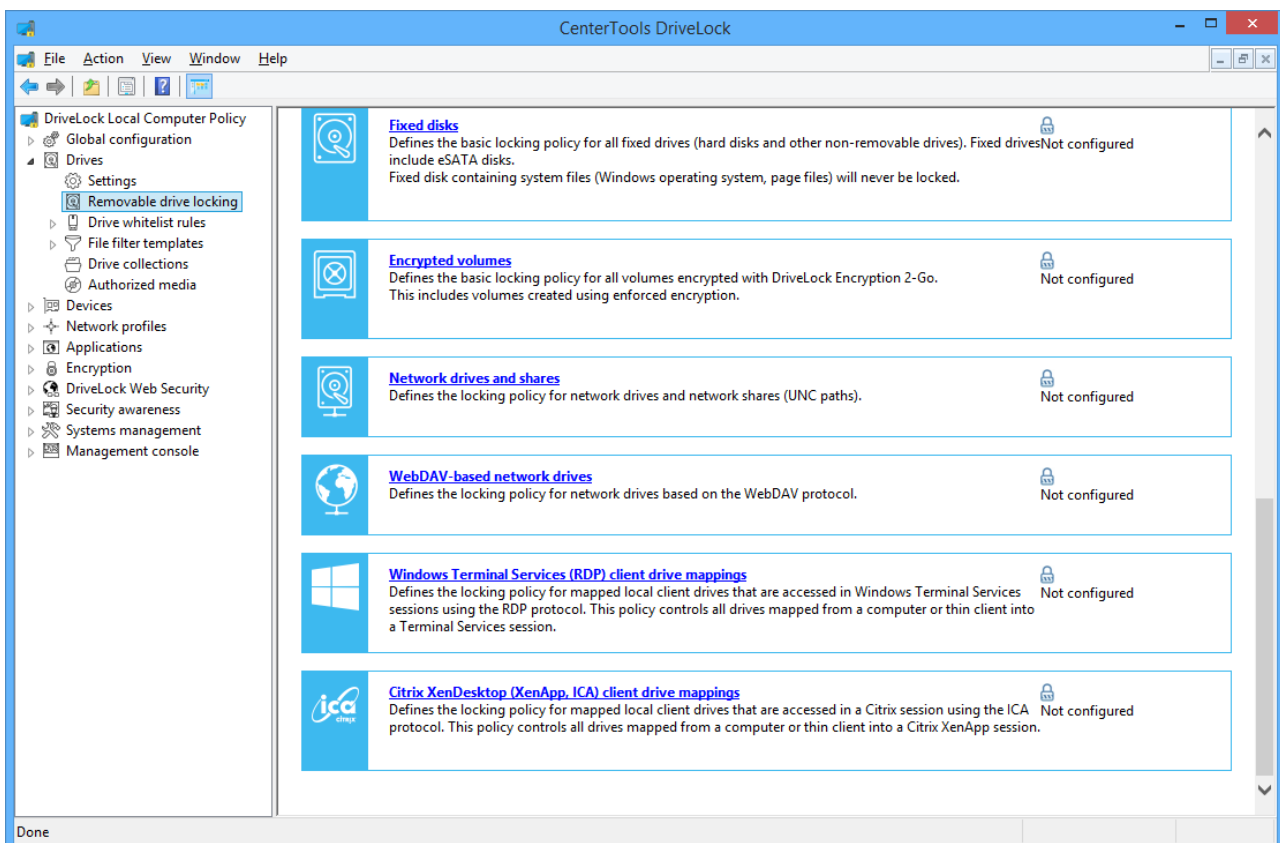 CenterTools DriveLock
File Action View Window Help
DriveLock Local Computer Policy
Global configuration
Drives
Settings
Removable drive locking
Drive whitelist rules
File filter templates
Drive collections
Authorized media
Devices
Network profiles
Applications
Encryption
DriveLock Web Security
Security awareness
Systems management
Management console
Fixed disks
Defines the basic locking policy for all fixed drives (hard disks and other non-removable drives). Fixed drives
include eSATA disks.
Fixed disk containing system files (Windows operating system, page files) will never be locked.
Not configured
Encrypted volumes
Defines the basic locking policy for all volumes encrypted with DriveLock Encryption 2-Go.
This includes volumes created using enforced encryption.
Not configured
Network drives and shares
Defines the locking policy for network drives and network shares (UNC paths).
Not configured
WebDAV-based network drives
Defines the locking policy for network drives based on the WebDAV protocol.
Not configured
Windows Terminal Services (RDP) client drive mappings
Defines the locking policy for mapped local client drives that are accessed in Windows Terminal Services
sessions using the RDP protocol. This policy controls all drives mapped from a computer or thin client into
a Terminal Services session.
Not configured
ica
citrix
Citrix XenDesktop (XenApp, ICA) client drive mappings
Defines the locking policy for mapped local client drives that are accessed in a Citrix session using the ICA
protocol. This policy controls all drives mapped from a computer or thin client into a Citrix XenApp session.
Not configured
Done